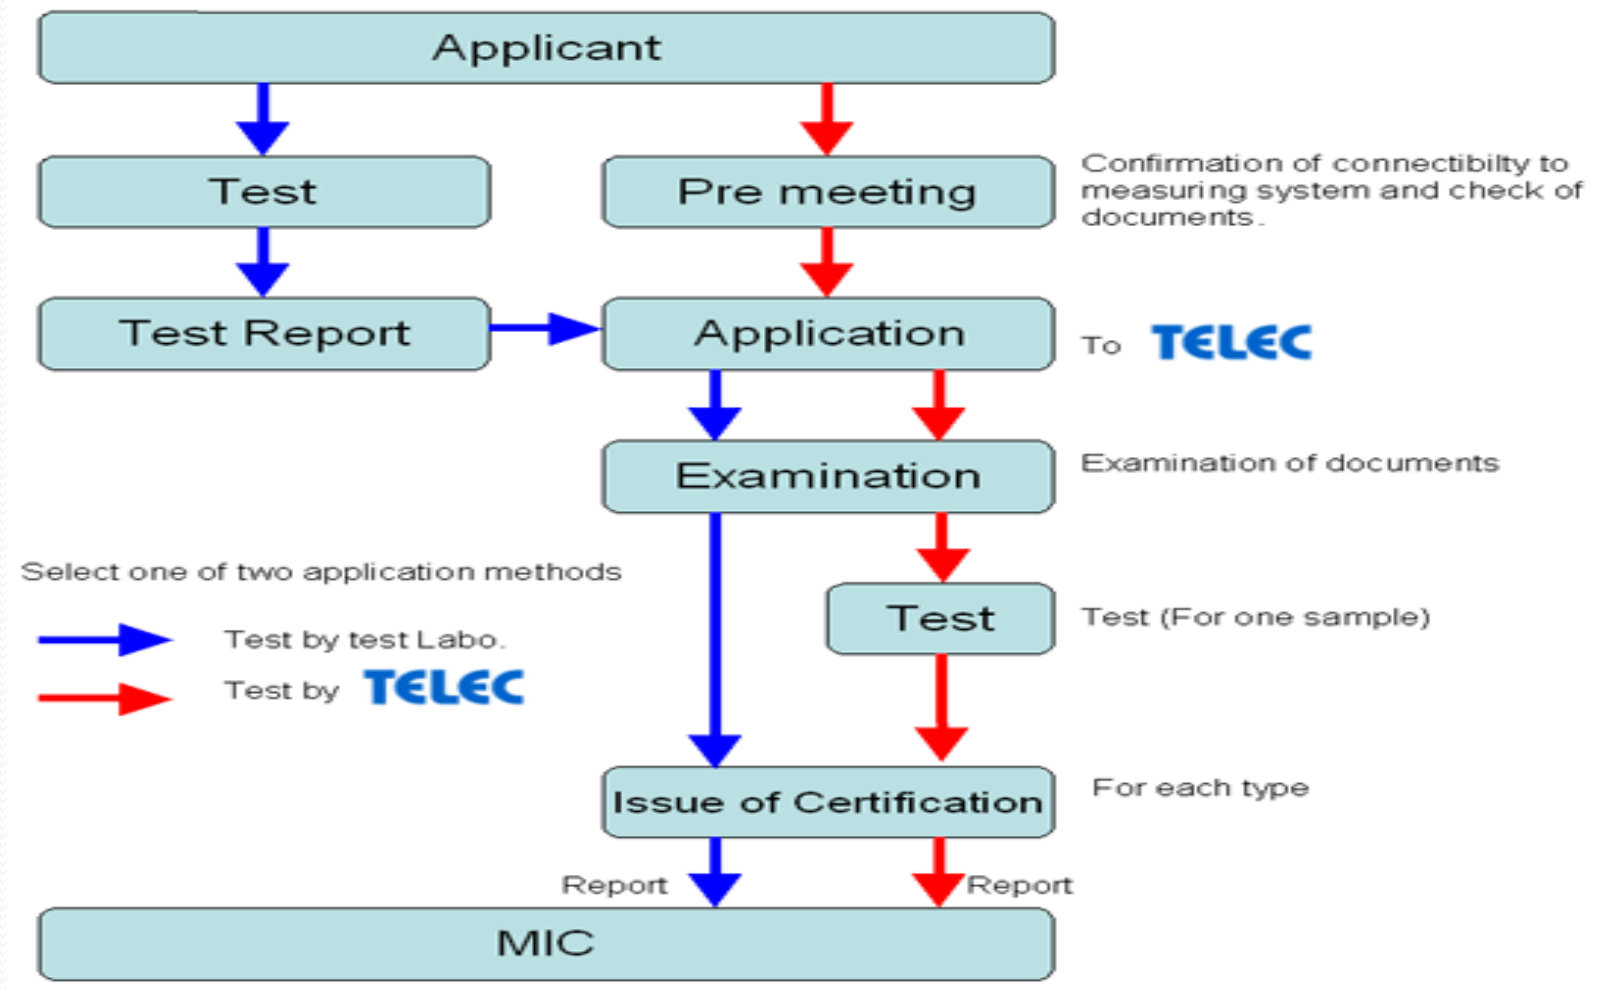 Applicant
Test
Pre meeting
Confirmation of connectibilty to
measuring system and check of
documents.
Test Report
Application
To TELEC
Examination
Examination of documents
Select one of two application methods
Test by test Labo.
Test by TELEC
Test
Test (For one sample)
Issue of Certification
For each type
Report
Report
MIC